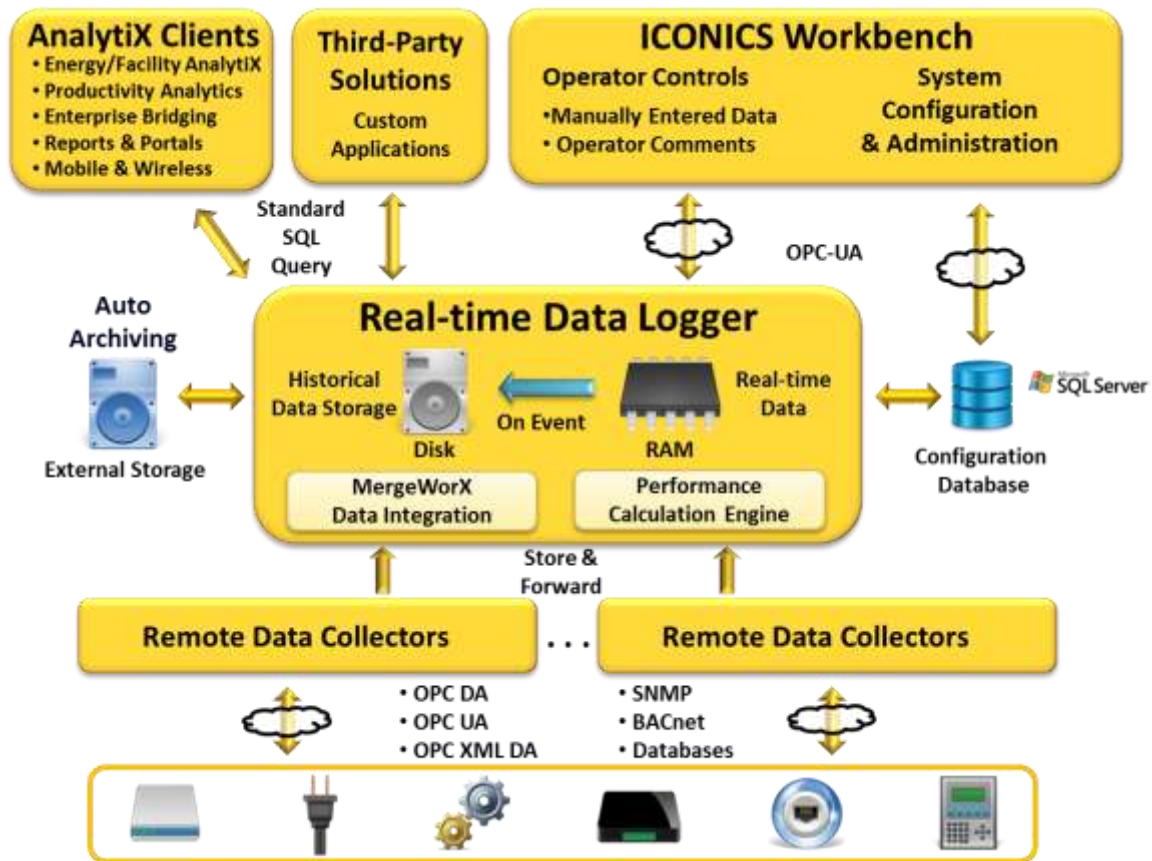 AnalytiX Clients
• Energy/Facility AnalytiX
• Productivity Analytics
• Enterprise Bridging
• Reports & Portals
• Mobile & Wireless
Third-Party
Solutions
Custom
Applications
ICONICS Workbench
Operator Controls
•Manually Entered Data
• Operator Comments
System
Configuration
& Administration
Standard
SQL
Query
OPC-UA
Auto
Archiving
External Storage
Real-time Data Logger
Historical
Data Storage
Disk
On Event
RAM
Real-time
Data
MergeWorX
Data Integration
Performance
Calculation Engine
Microsoft
SQL Server
Configuration
Database
Store &
Forward
Remote Data Collectors
. . .
Remote Data Collectors
• OPC DA
• OPC UA
• OPC XML DA
• SNMP
• BACnet
• Databases